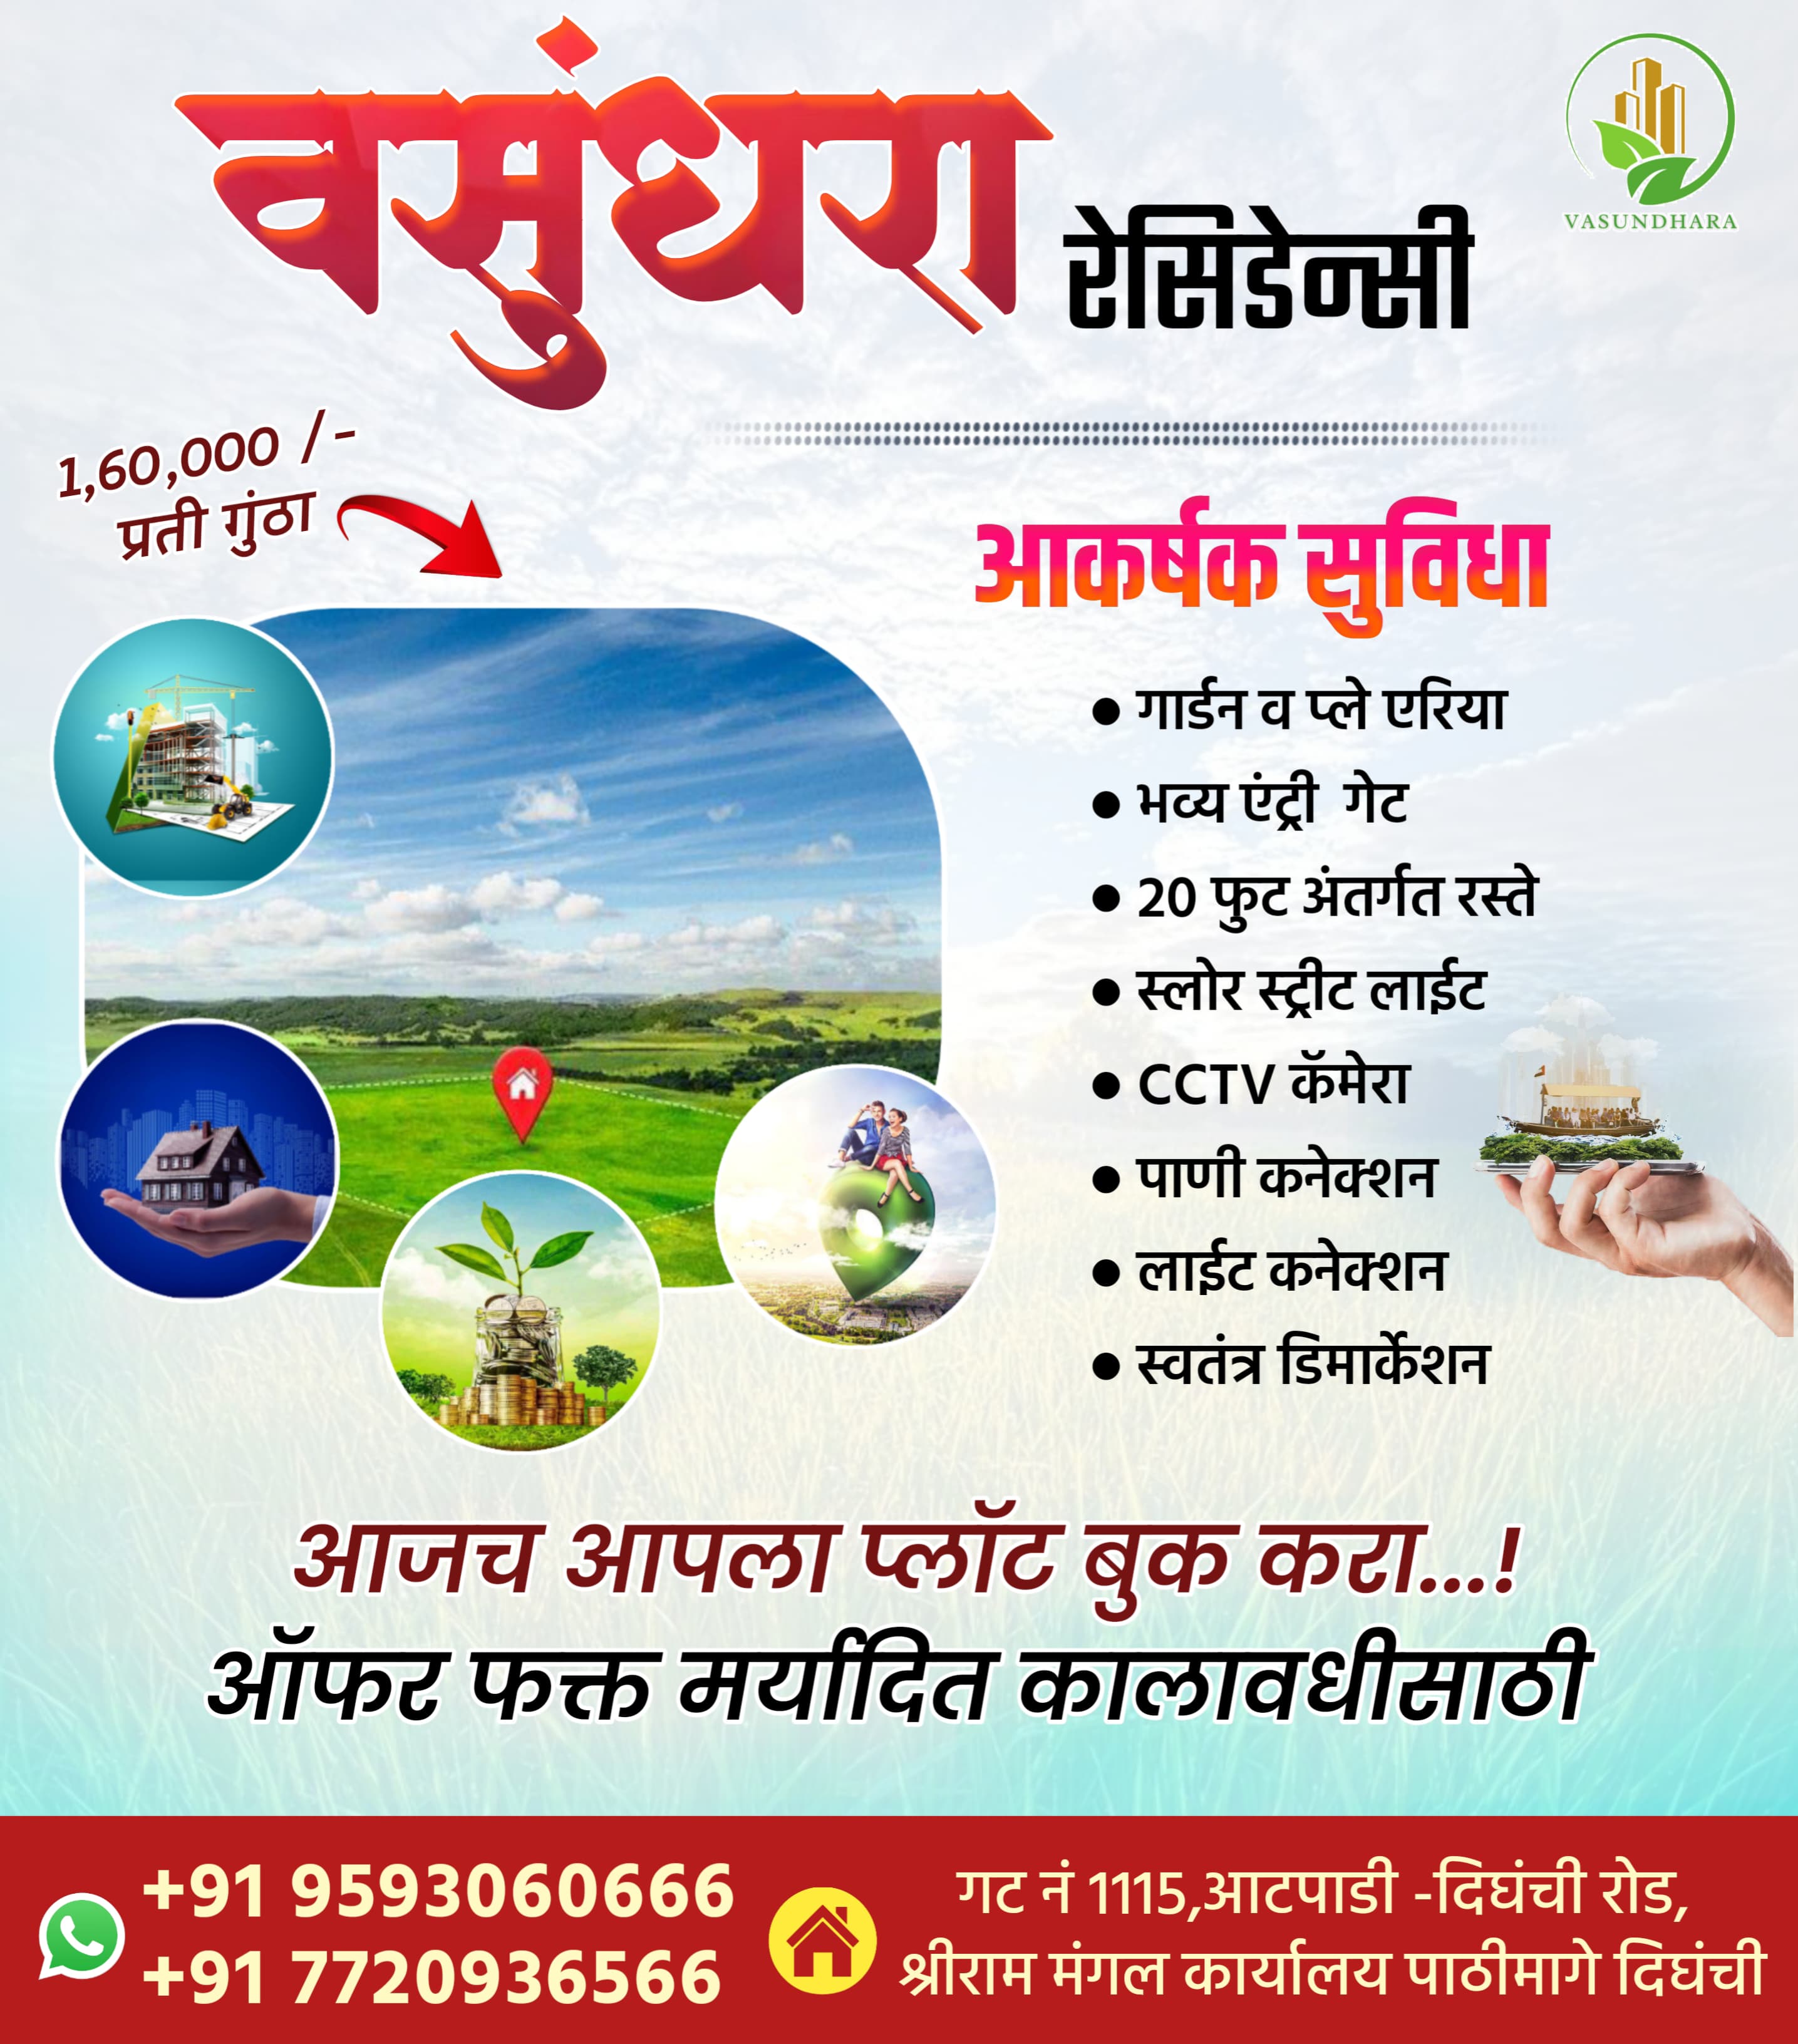 वसुंधरा रेसिडेन्सी
VASUNDHARA
1,60,000 /-
प्रती गुंठा
आकर्षक सुविधा
• गार्डन व प्ले एरिया
• भव्य एंट्री गेट
• 20 फुट अंतर्गत रस्ते
• स्लोर स्ट्रीट लाईट
• CCTV कॅमेरा
• पाणी कनेक्शन
• लाईट कनेक्शन
• स्वतंत्र डिमार्केशन
आजच आपला प्लॉट बुक करा...!
ऑफर फक्त मर्यादित कालावधीसाठी
+91 9593060666
+91 7720936566
गट नं 1115,आटपाडी -दिघंची रोड,
श्रीराम मंगल कार्यालय पाठीमागे दिघंची